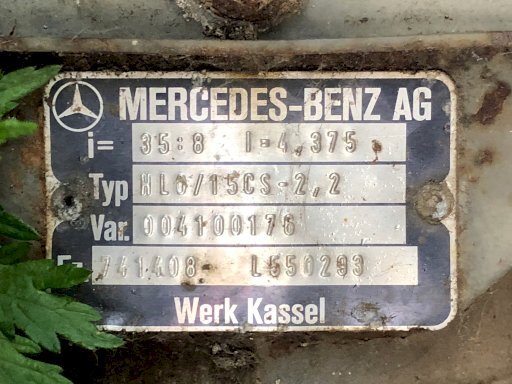 MERCEDES-BENZ AG
i= 35:8 I=4,375
Typ HL6/15CS-2,2
Var. 004100176
741408 L550293
Werk Kassel